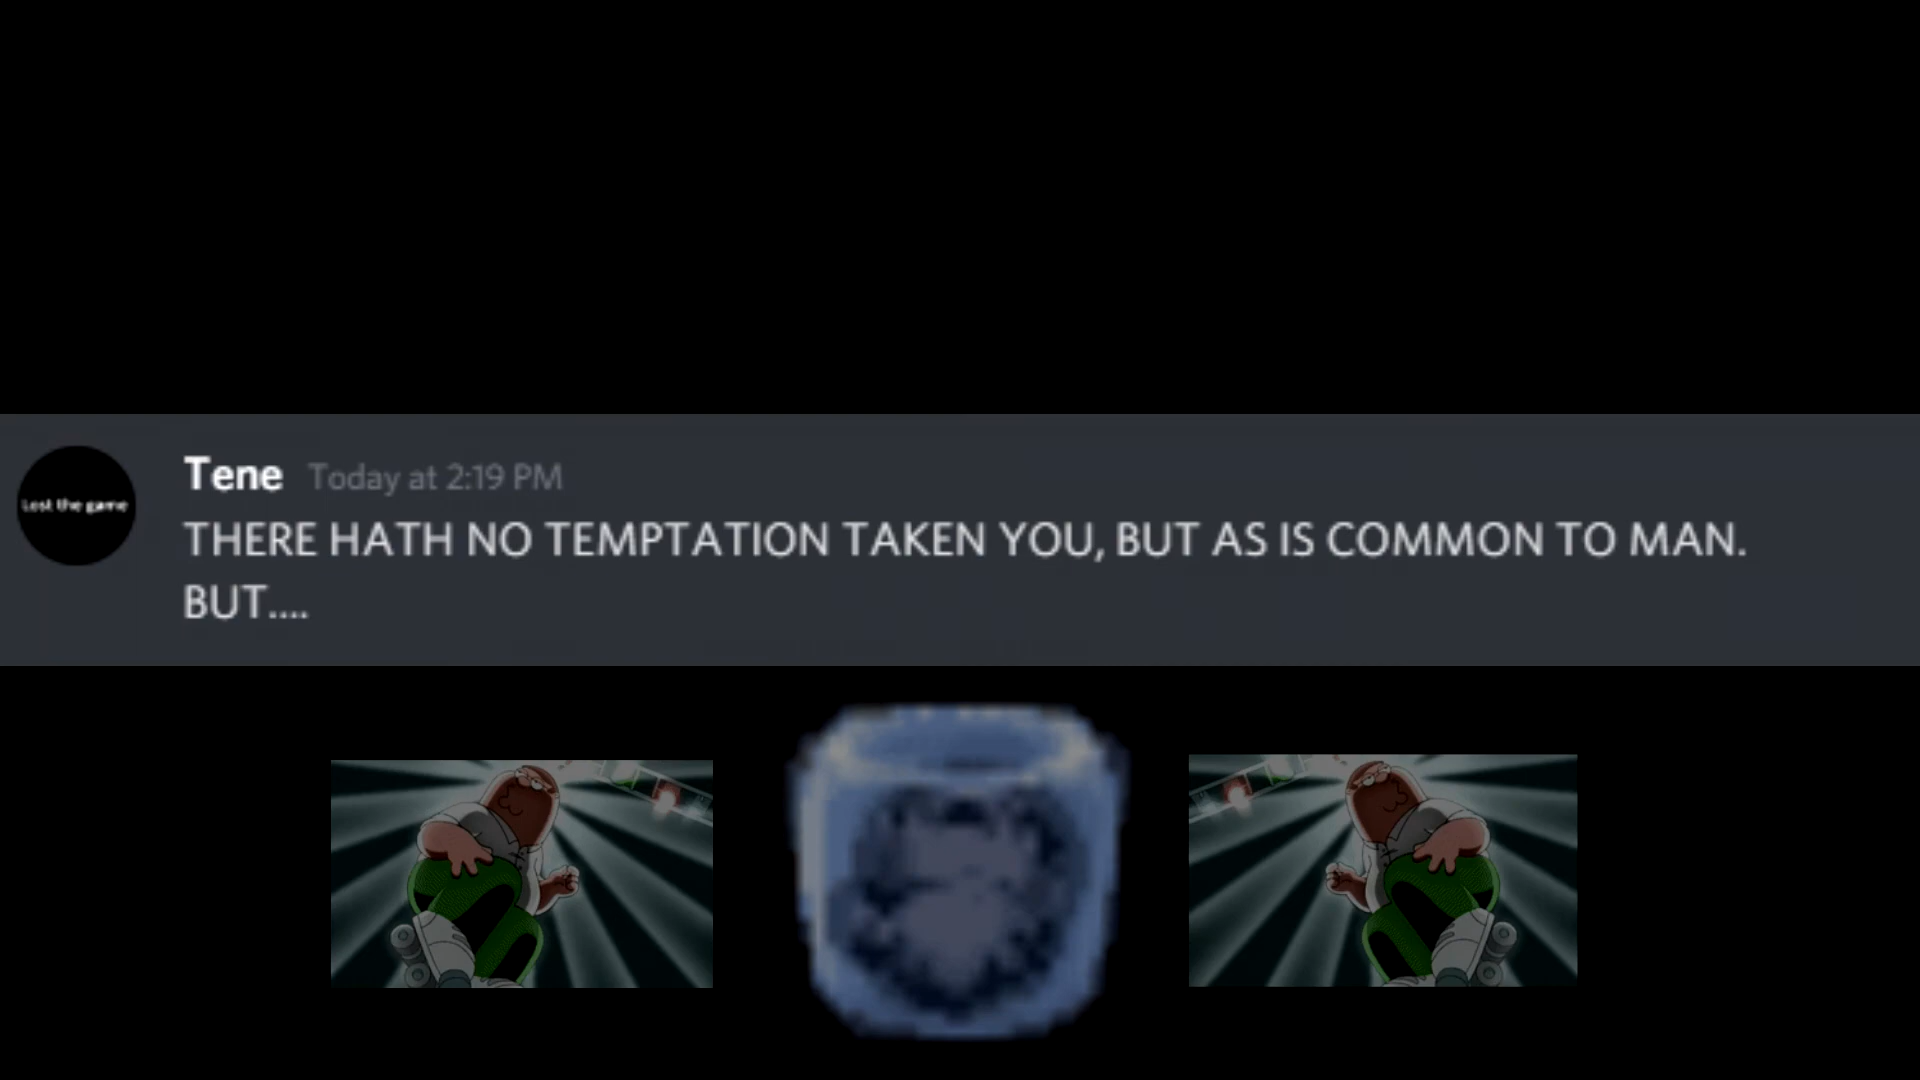 Tene Today at 2:19 PM
Lost the game
THERE HATH NO TEMPTATION TAKEN YOU, BUT AS IS COMMON TO MAN.
BUT....